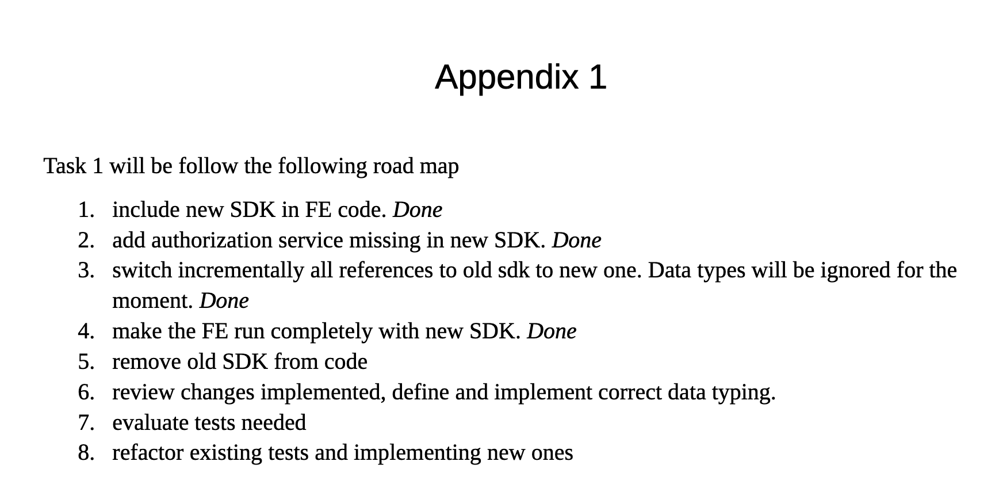 Appendix 1
Task 1 will be follow the following road map
1. include new SDK in FE code. Done
2. add authorization service missing in new SDK. Done
3. switch incrementally all references to old sdk to new one. Data types will be ignored for the
moment. Done
4. make the FE run completely with new SDK. Done
5. remove old SDK from code
6. review changes implemented, define and implement correct data typing.
7. evaluate tests needed
8. refactor existing tests and implementing new ones